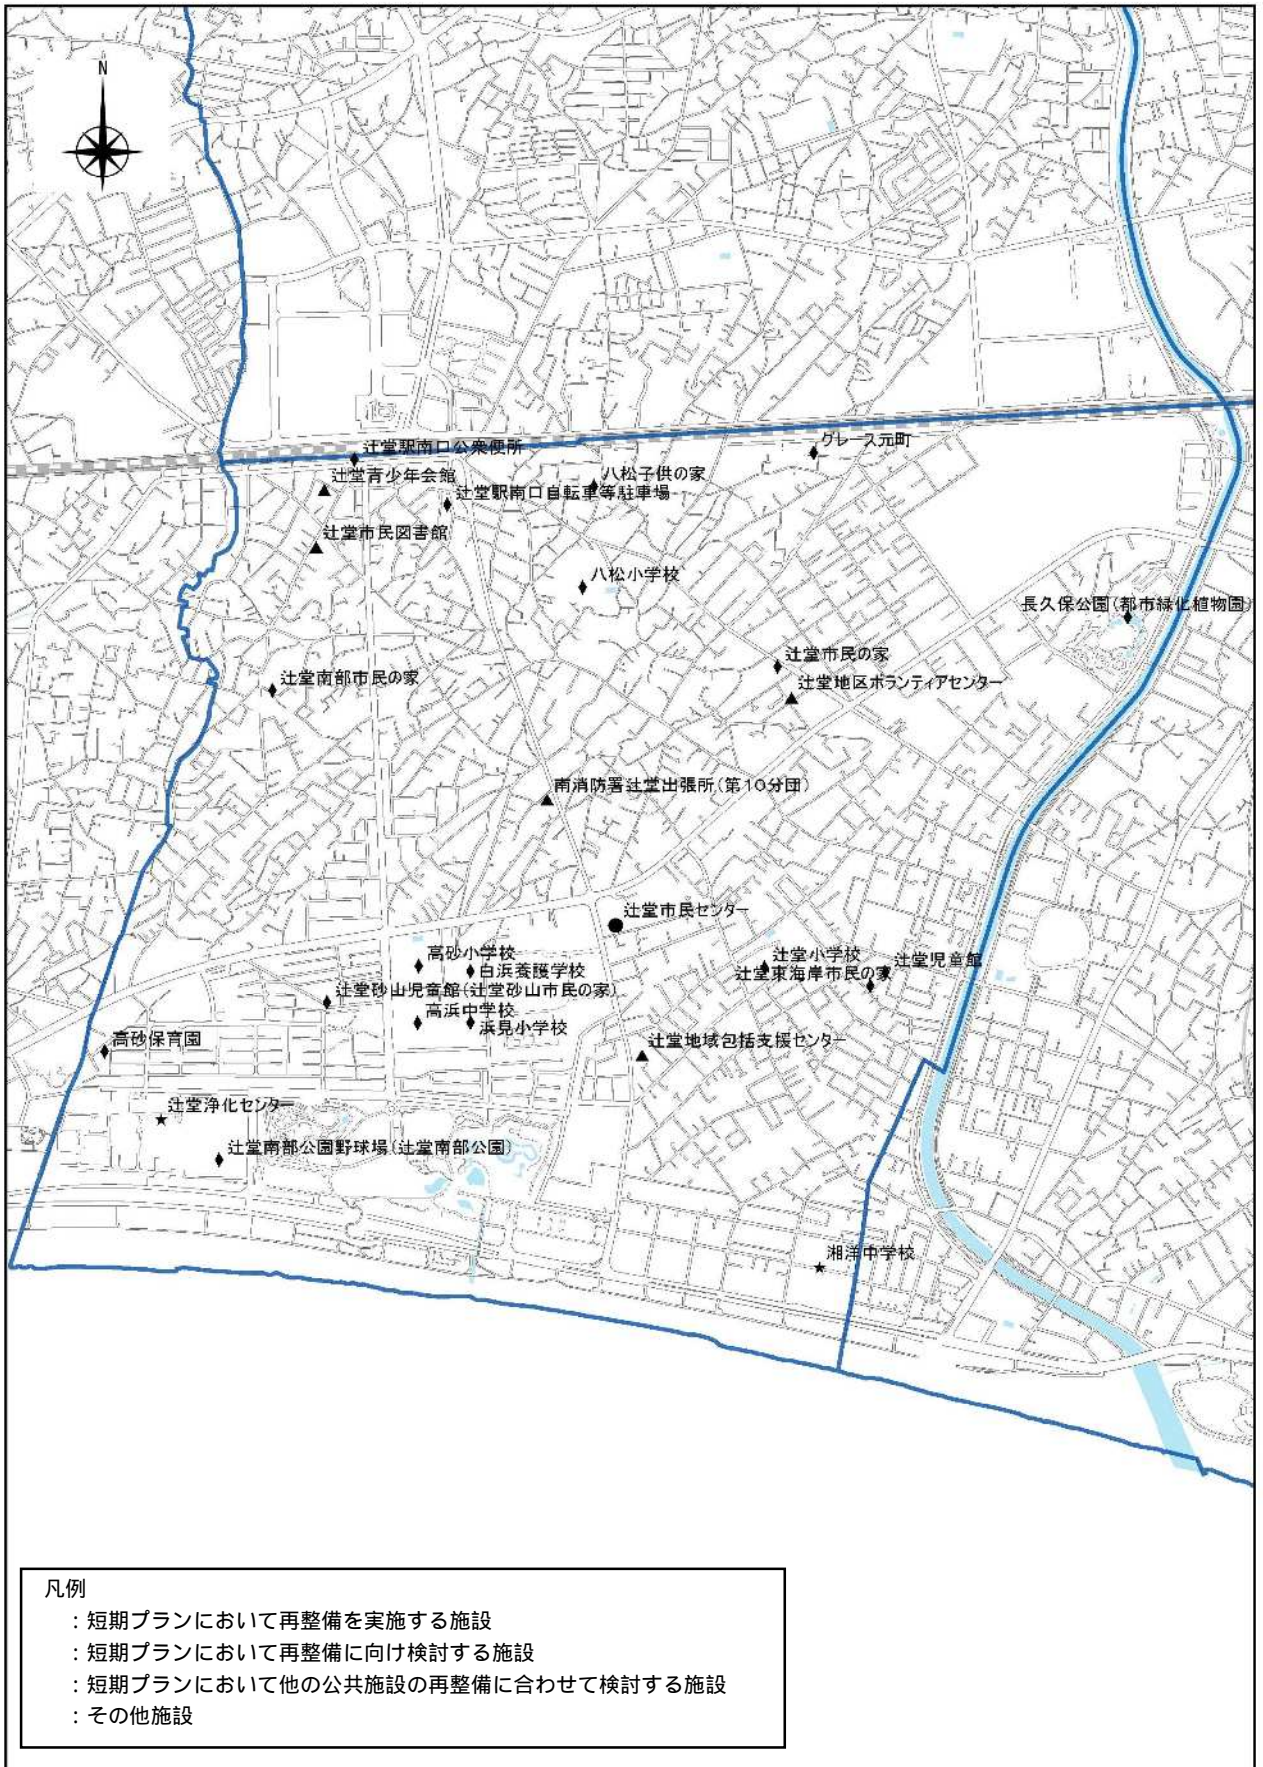 N
辻堂駅南口公衆便所
グレース元町
辻堂青少年会館
八松子供の家
辻堂駅南口自転車等駐車場
辻堂市民図書館
八松小学校
長久保公園(都市緑化植物園)
辻堂市民の家
辻堂南部市民の家
辻堂地区ボランティアセンター
南消防署辻堂出張所(第10分団)
辻堂市民センター
高砂小学校
白浜養護学校
辻堂小学校
辻堂東海岸市民の家
辻堂児童館
辻堂砂山児童館(辻堂砂山市民の家)
高浜中学校
浜見小学校
高砂保育園
辻堂地域包括支援センター
辻堂浄化センター
辻堂南部公園野球場(辻堂南部公園)
湘洋中学校
凡例
：短期プランにおいて再整備を実施する施設
：短期プランにおいて再整備に向け検討する施設
：短期プランにおいて他の公共施設の再整備に合わせて検討する施設
：その他施設